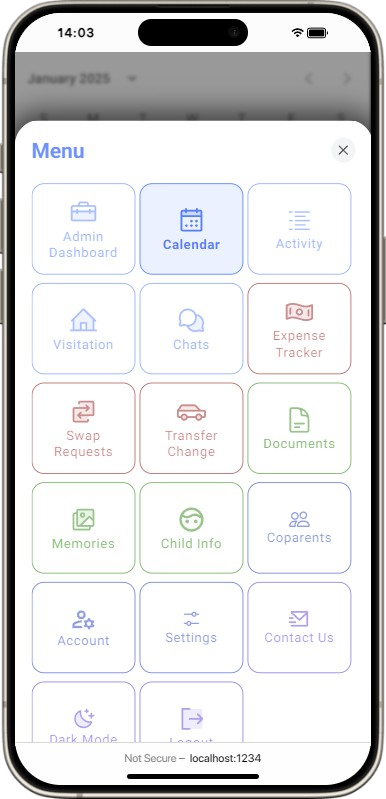 14:03
January 2025
Menu
Admin
Dashboard
Calendar
Activity
Visitation
Chats
Expense
Tracker
Swap
Requests
Transfer
Change
Documents
Memories
Child Info
Coparents
Account
Settings
Contact Us
Dark Mode
Logout
Not Secure – localhost:1234